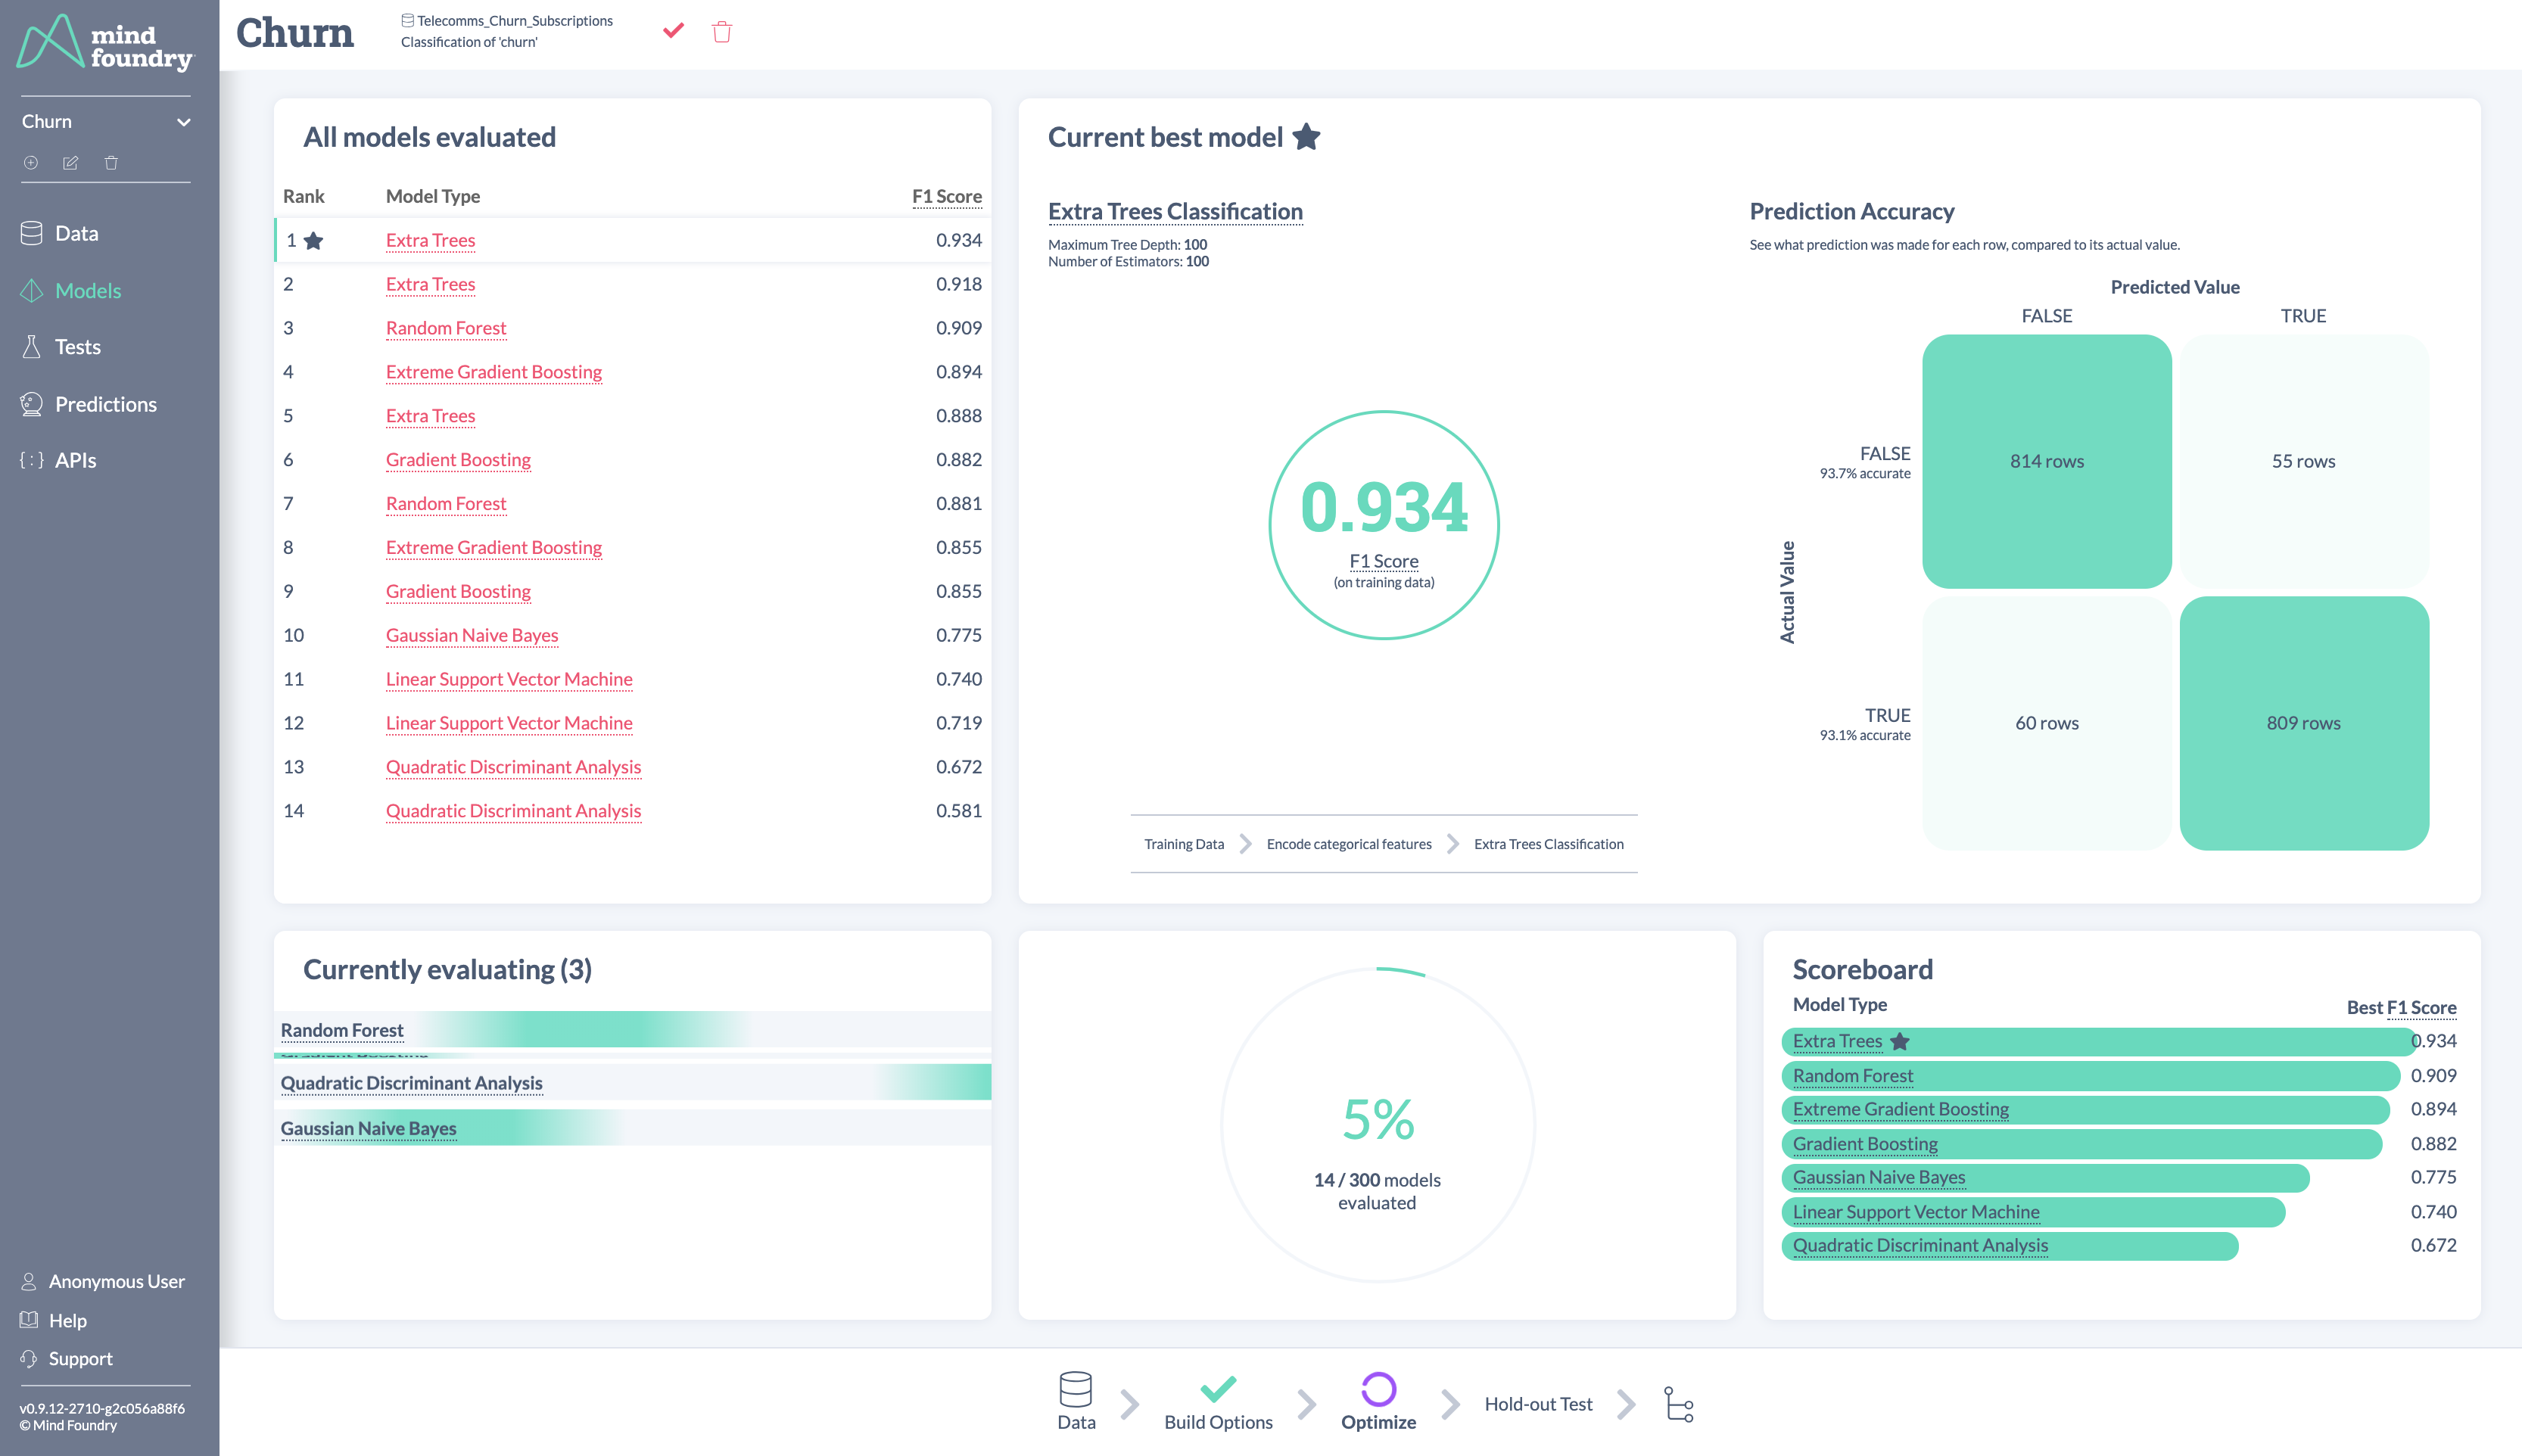 mind
foundry
Churn
Data
Models
Tests
Predictions
{:} APIs
Anonymous User
Help
Support
v0.9.12-2710-g2c056a88f6
© Mind Foundry
Churn
Telecomms_Churn_Subscriptions
Classification of 'churn'
All models evaluated
Rank Model Type F1 Score
1 Extra Trees 0.934
2 Extra Trees 0.918
3 Random Forest 0.909
4 Extreme Gradient Boosting 0.894
5 Extra Trees 0.888
6 Gradient Boosting 0.882
7 Random Forest 0.881
8 Extreme Gradient Boosting 0.855
9 Gradient Boosting 0.855
10 Gaussian Naive Bayes 0.775
11 Linear Support Vector Machine 0.740
12 Linear Support Vector Machine 0.719
13 Quadratic Discriminant Analysis 0.672
14 Quadratic Discriminant Analysis 0.581
Current best model
Extra Trees Classification
Maximum Tree Depth: 100
Number of Estimators: 100
0.934
F1 Score
(on training data)
Training Data Encode categorical features Extra Trees Classification
Prediction Accuracy
See what prediction was made for each row, compared to its actual value.
Predicted Value
FALSE TRUE
Actual Value
FALSE
93.7% accurate
814 rows 55 rows
TRUE
93.1% accurate
60 rows 809 rows
Currently evaluating (3)
Random Forest
Quadratic Discriminant Analysis
Gaussian Naive Bayes
5%
14 / 300 models
evaluated
Scoreboard
Model Type Best F1 Score
Extra Trees 0.934
Random Forest 0.909
Extreme Gradient Boosting 0.894
Gradient Boosting 0.882
Gaussian Naive Bayes 0.775
Linear Support Vector Machine 0.740
Quadratic Discriminant Analysis 0.672
Data Build Options Optimize Hold-out Test